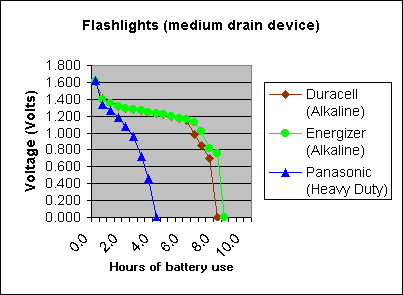 Flashlights (medium drain device)
Voltage (Volts)
1.800
1.600
1.400
1.200
1.000
0.800
0.600
0.400
0.200
0.000
0.0
2.0
4.0
6.0
8.0
10.0
Hours of battery use
Duracell
(Alkaline)
Energizer
(Alkaline)
Panasonic
(Heavy Duty)